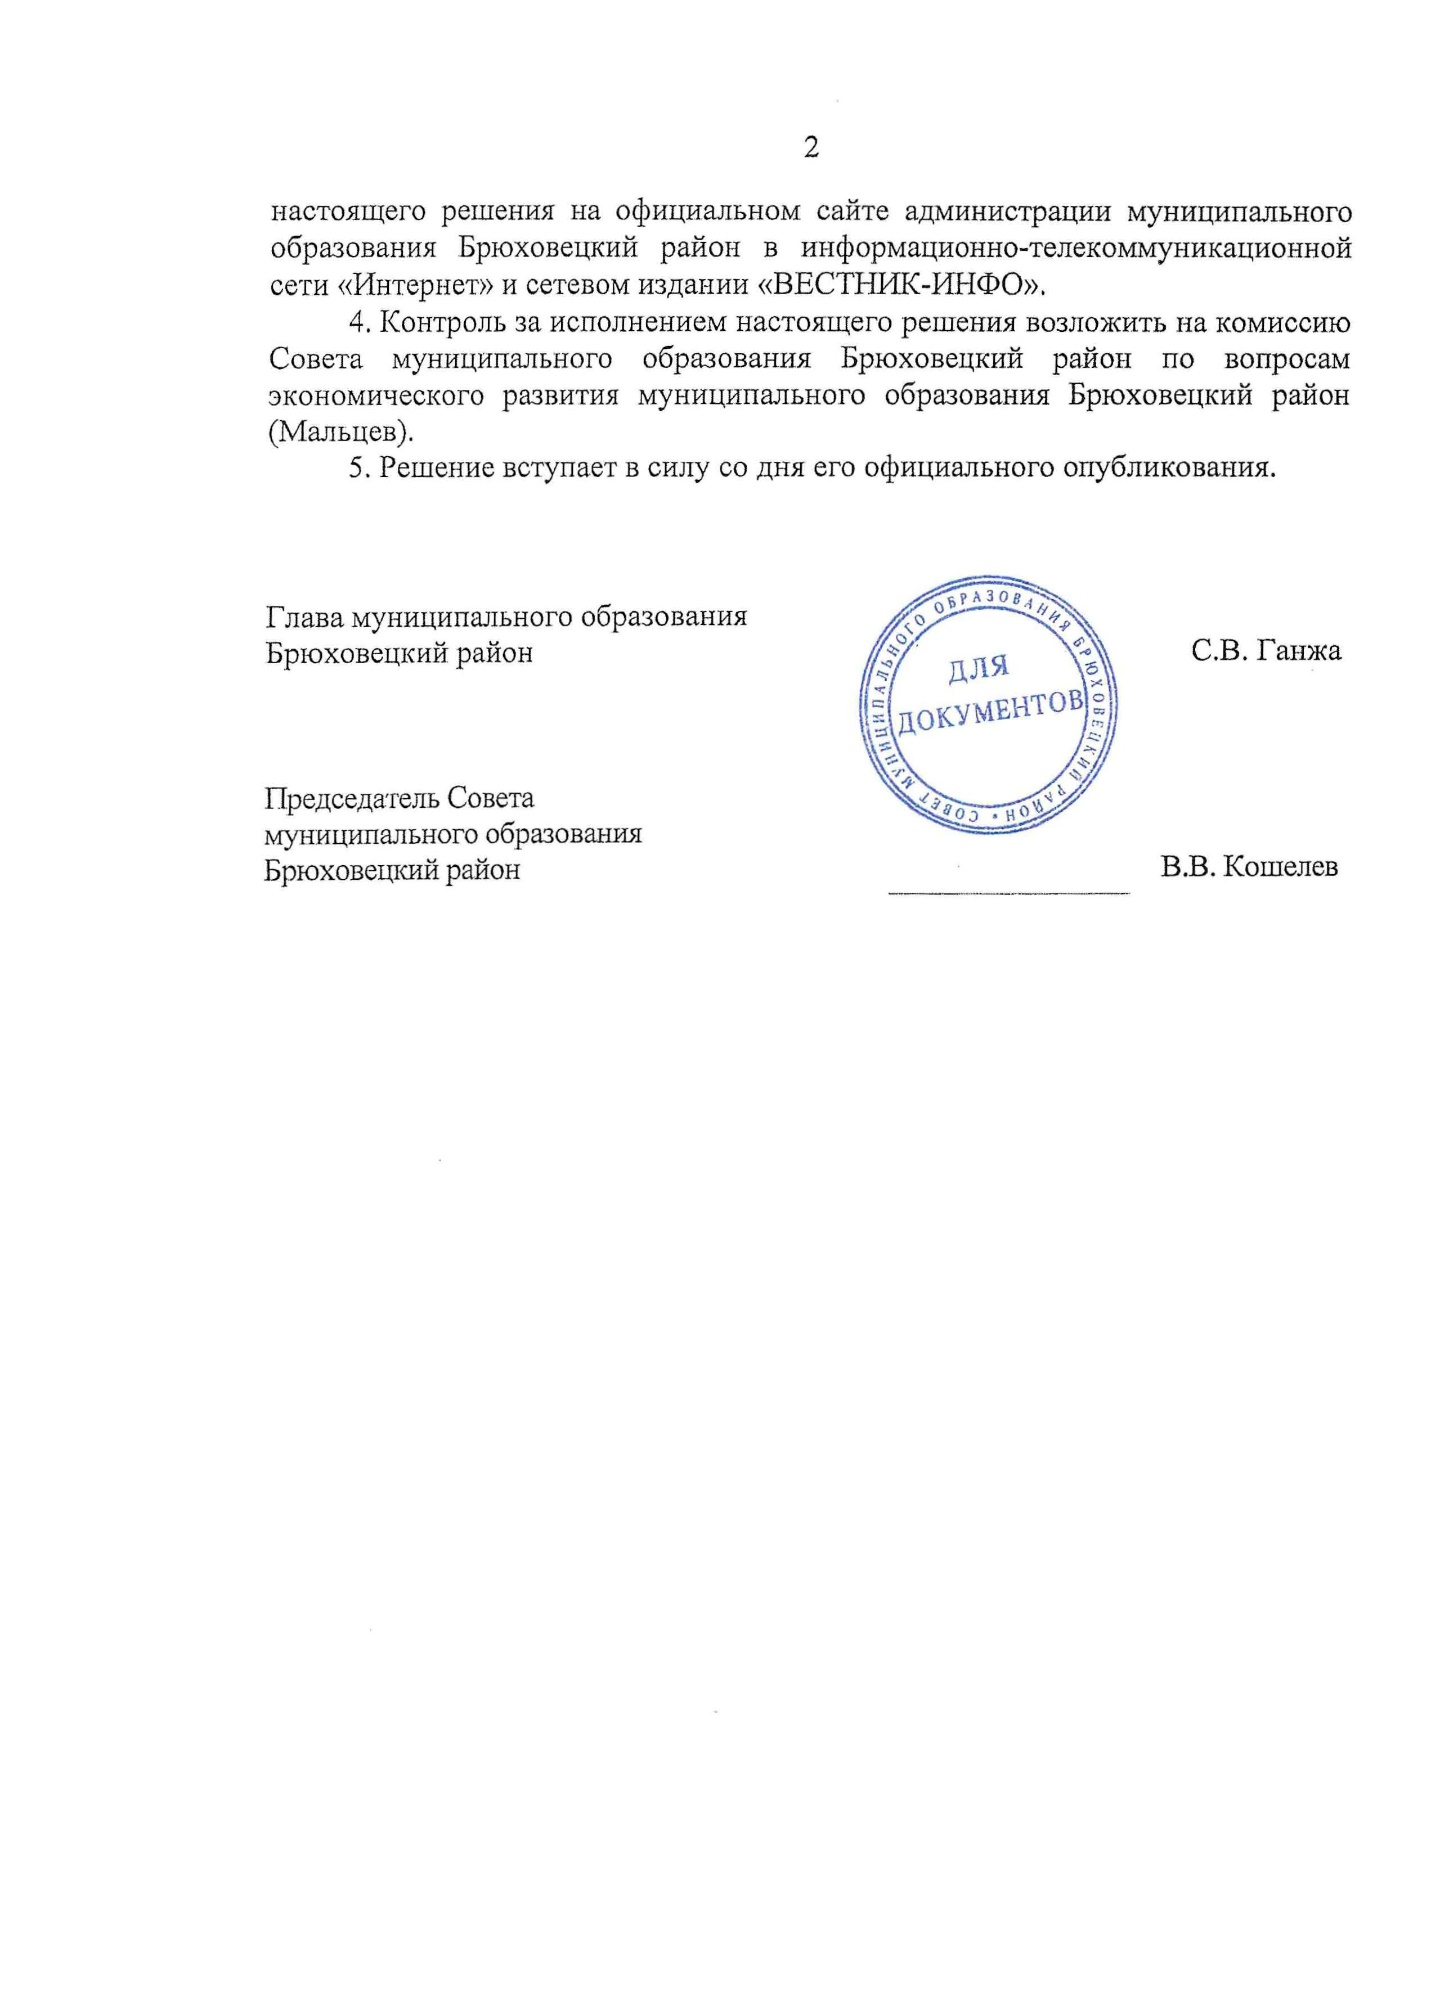 2
настоящего решения на официальном сайте администрации муниципального
образования Брюховецкий район в информационно-телекоммуникационной
сети «Интернет» и сетевом издании «ВЕСТНИК-ИНФО».
4. Контроль за исполнением настоящего решения возложить на комиссию
Совета муниципального образования Брюховецкий район по вопросам
экономического развития муниципального образования Брюховецкий район
(Мальцев).
5. Решение вступает в силу со дня его официального опубликования.
Глава муниципального образования
Брюховецкий район
С.В. Ганжа
СОВЕТ МУНИЦИПАЛЬНОГО ОБРАЗОВАНИЯ БРЮХОВЕЦКИЙ РАЙОН
ДЛЯ
ДОКУМЕНТОВ
Председатель Совета
муниципального образования
Брюховецкий район
В.В. Кошелев